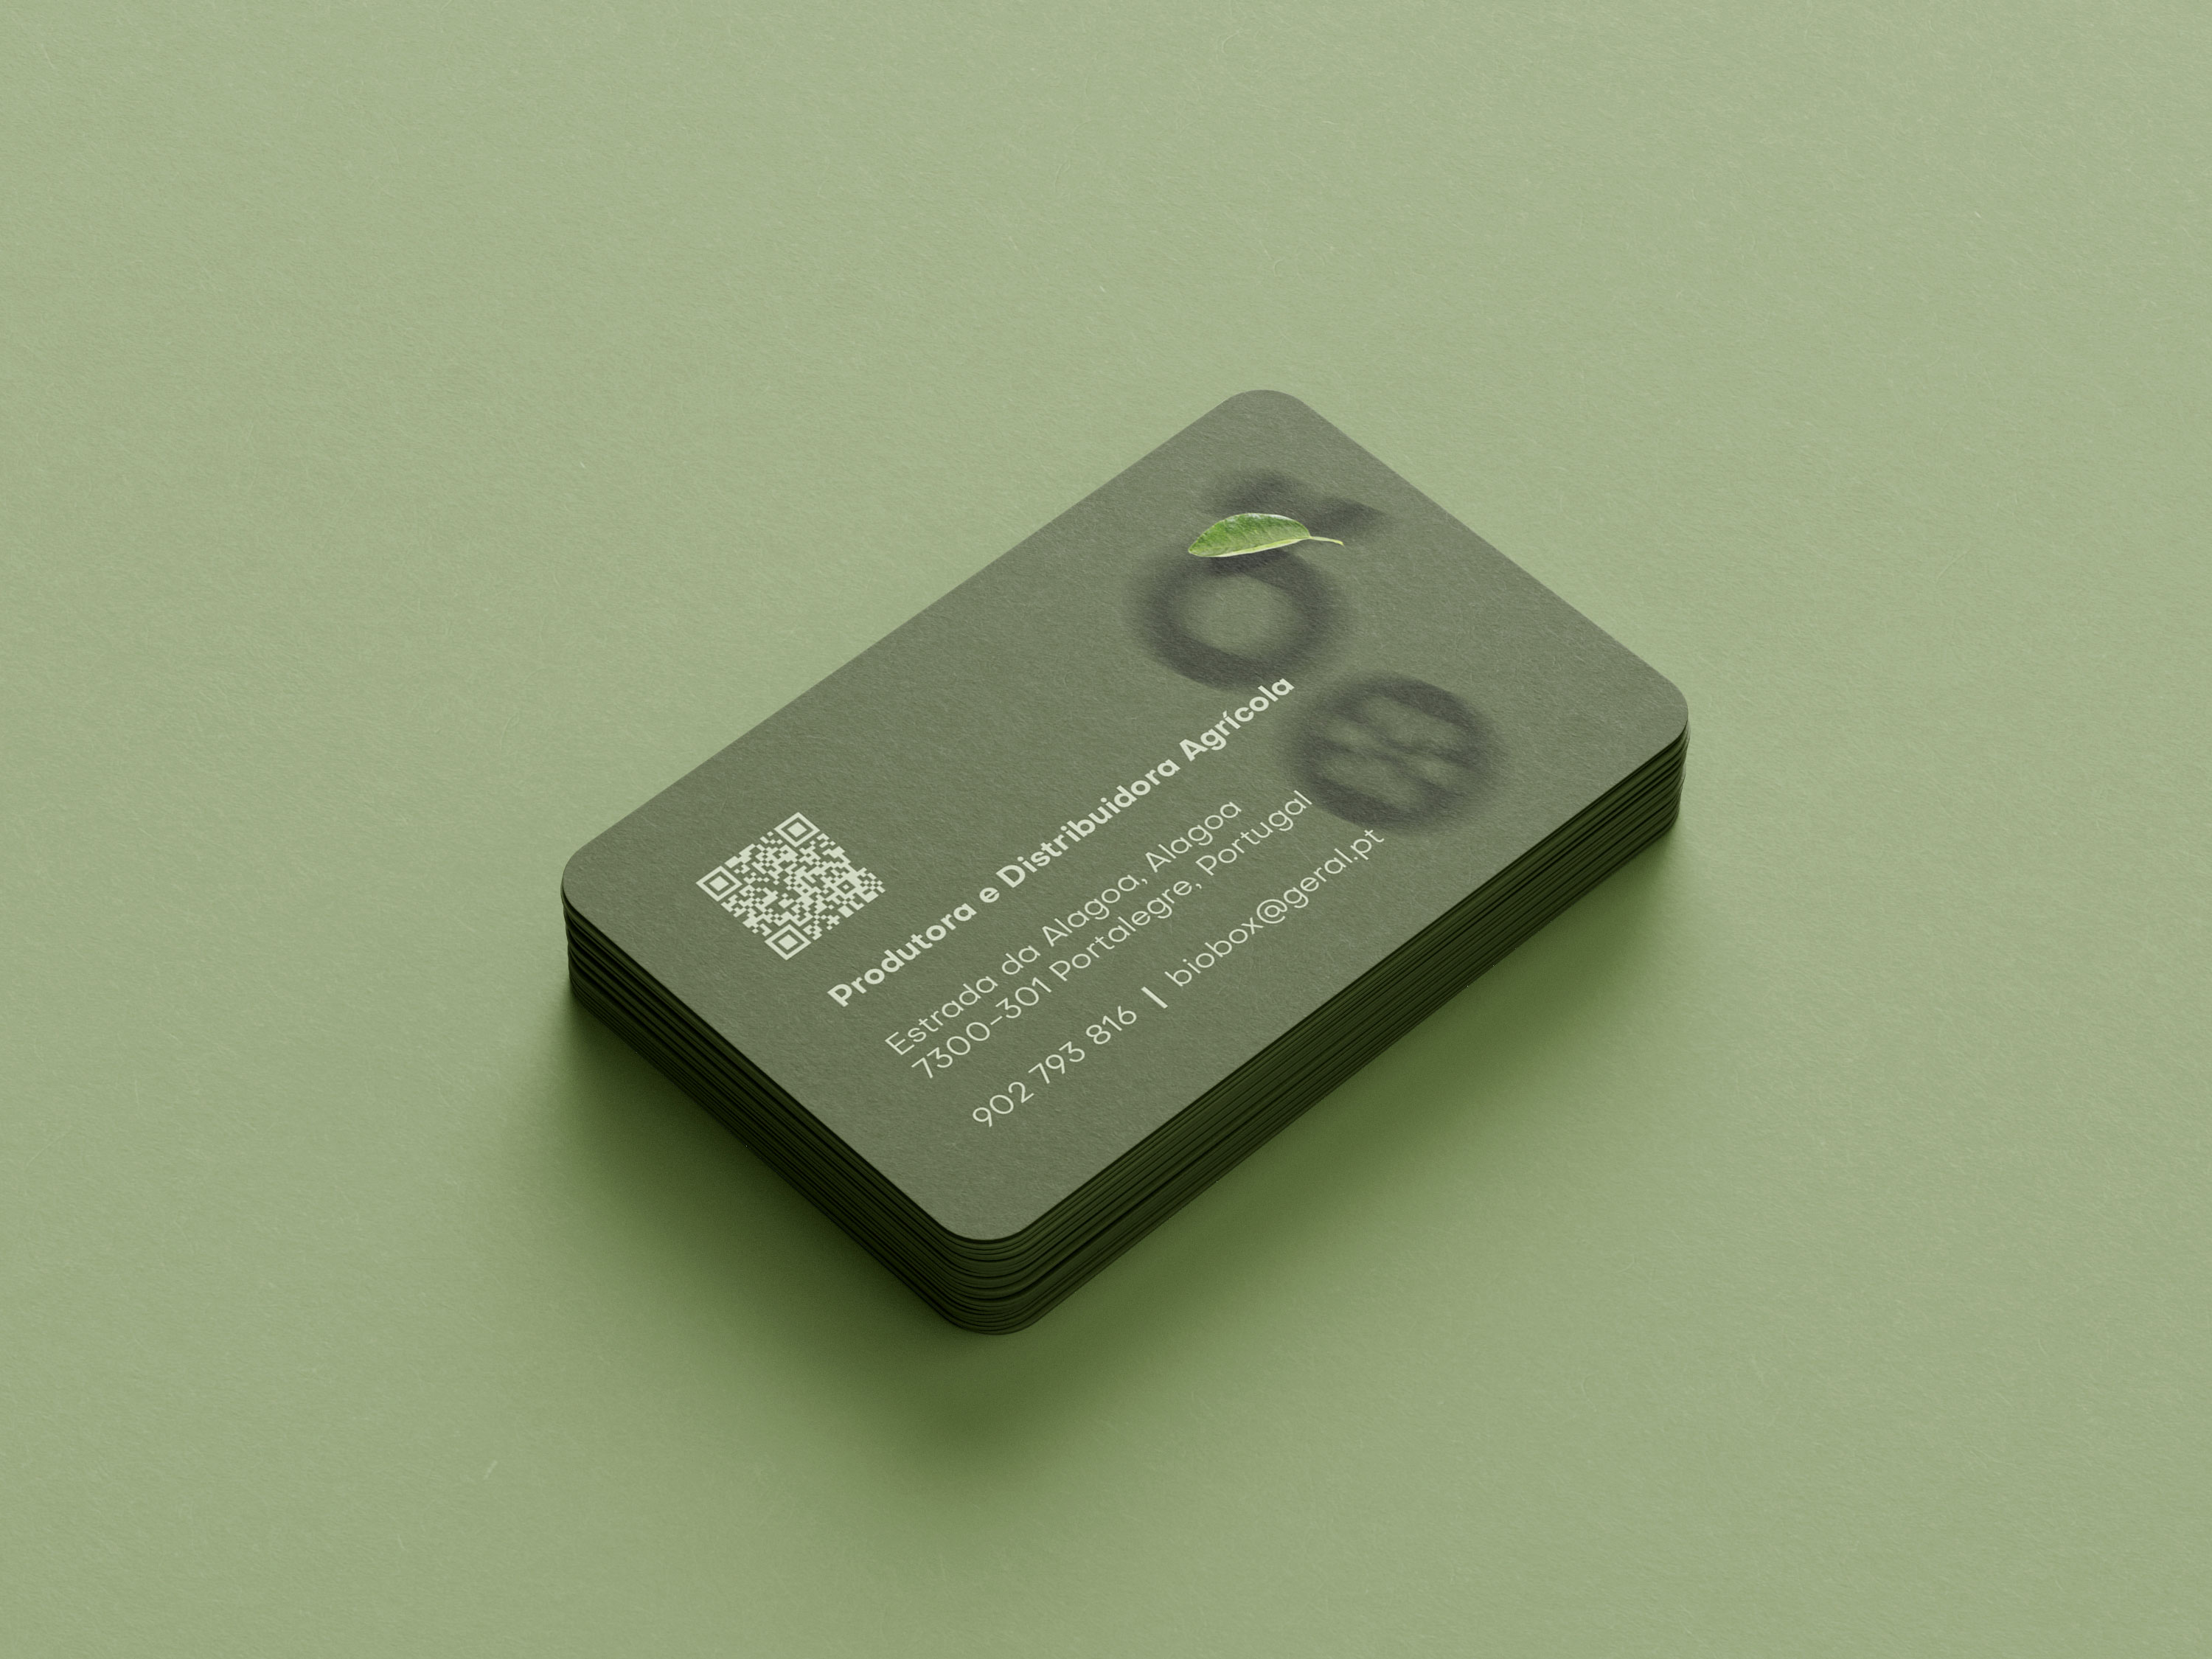 Produtora e Distribuidora Agrícola
Estrada da Alagoa, Alagoa
7300-301 Portalegre, Portugal
902 793 816 | biobox@geral.pt